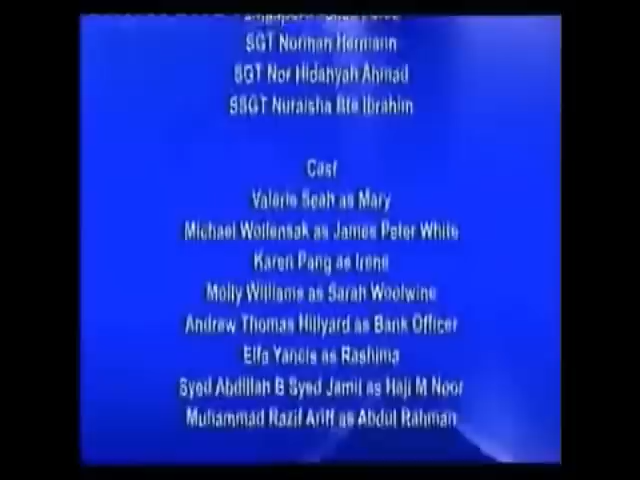 SGT Norman Hermann
SGT Nor Hidahyah Ahmad
SSGT Nuraisha Bte Ibrahim
Cast
Valerie Seah as Mary
Michael Wollensak as James Peter White
Karen Pang as Irene
Molly Williams as Sarah Woolwine
Andrew Thomas Hillyard as Bank Officer
Elfa Yancis as Rashima
Syed Abdillah B Syed Jamil as Haji M Noor
Muhammad Razif Ariff as Abdul Rahman